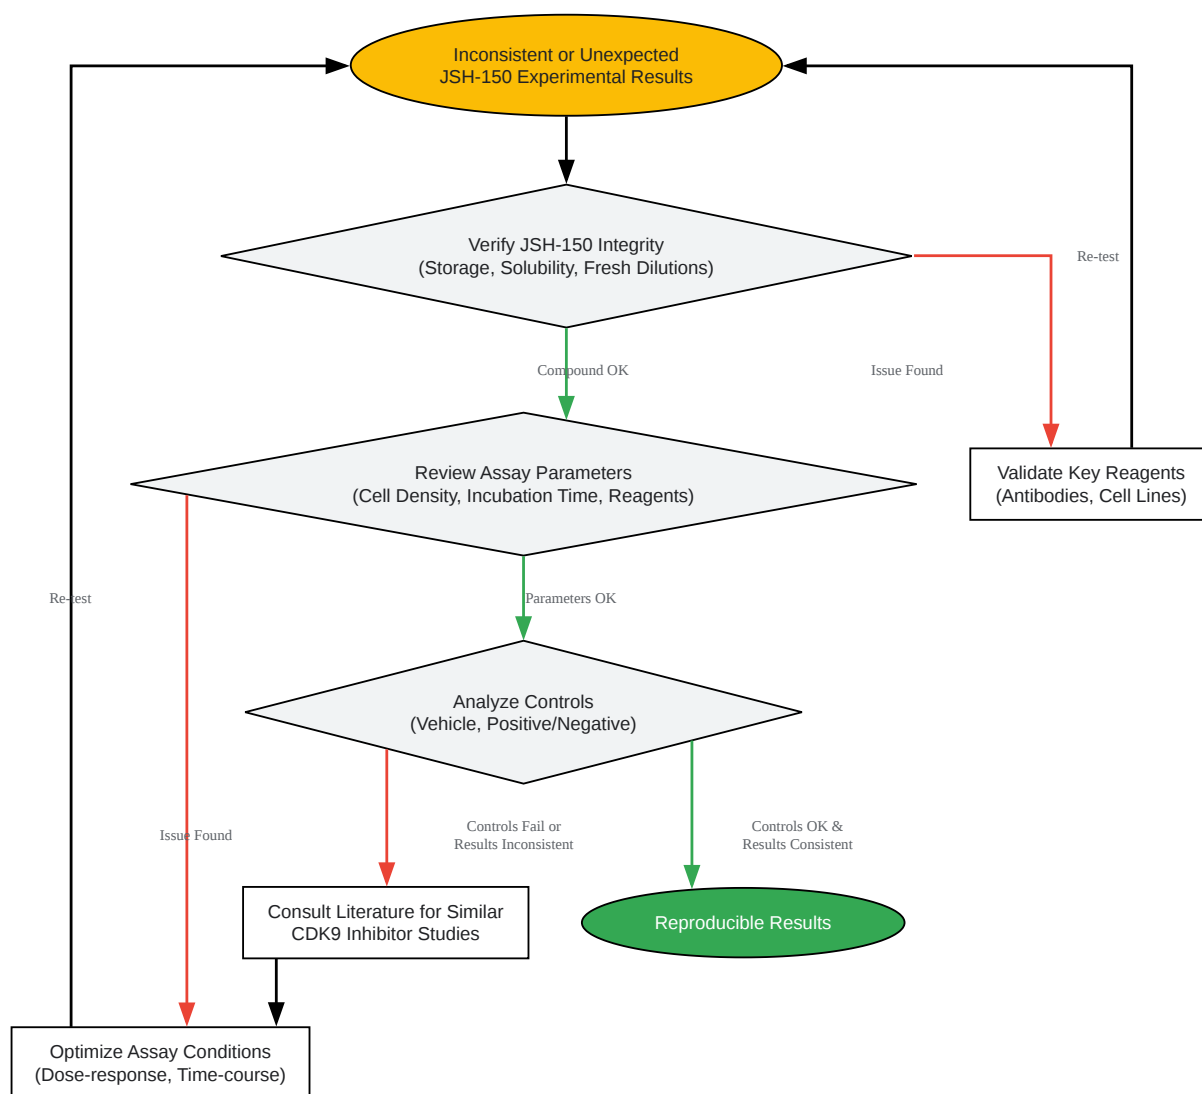 Inconsistent or Unexpected
JSH-150 Experimental Results
Verify JSH-150 Integrity
(Storage, Solubility, Fresh Dilutions)
Re-test
Compound OK
Issue Found
Review Assay Parameters
(Cell Density, Incubation Time, Reagents)
Validate Key Reagents
(Antibodies, Cell Lines)
Re-test
Parameters OK
Analyze Controls
(Vehicle, Positive/Negative)
Issue Found
Controls Fail or
Results Inconsistent
Controls OK &
Results Consistent
Consult Literature for Similar
CDK9 Inhibitor Studies
Reproducible Results
Optimize Assay Conditions
(Dose-response, Time-course)